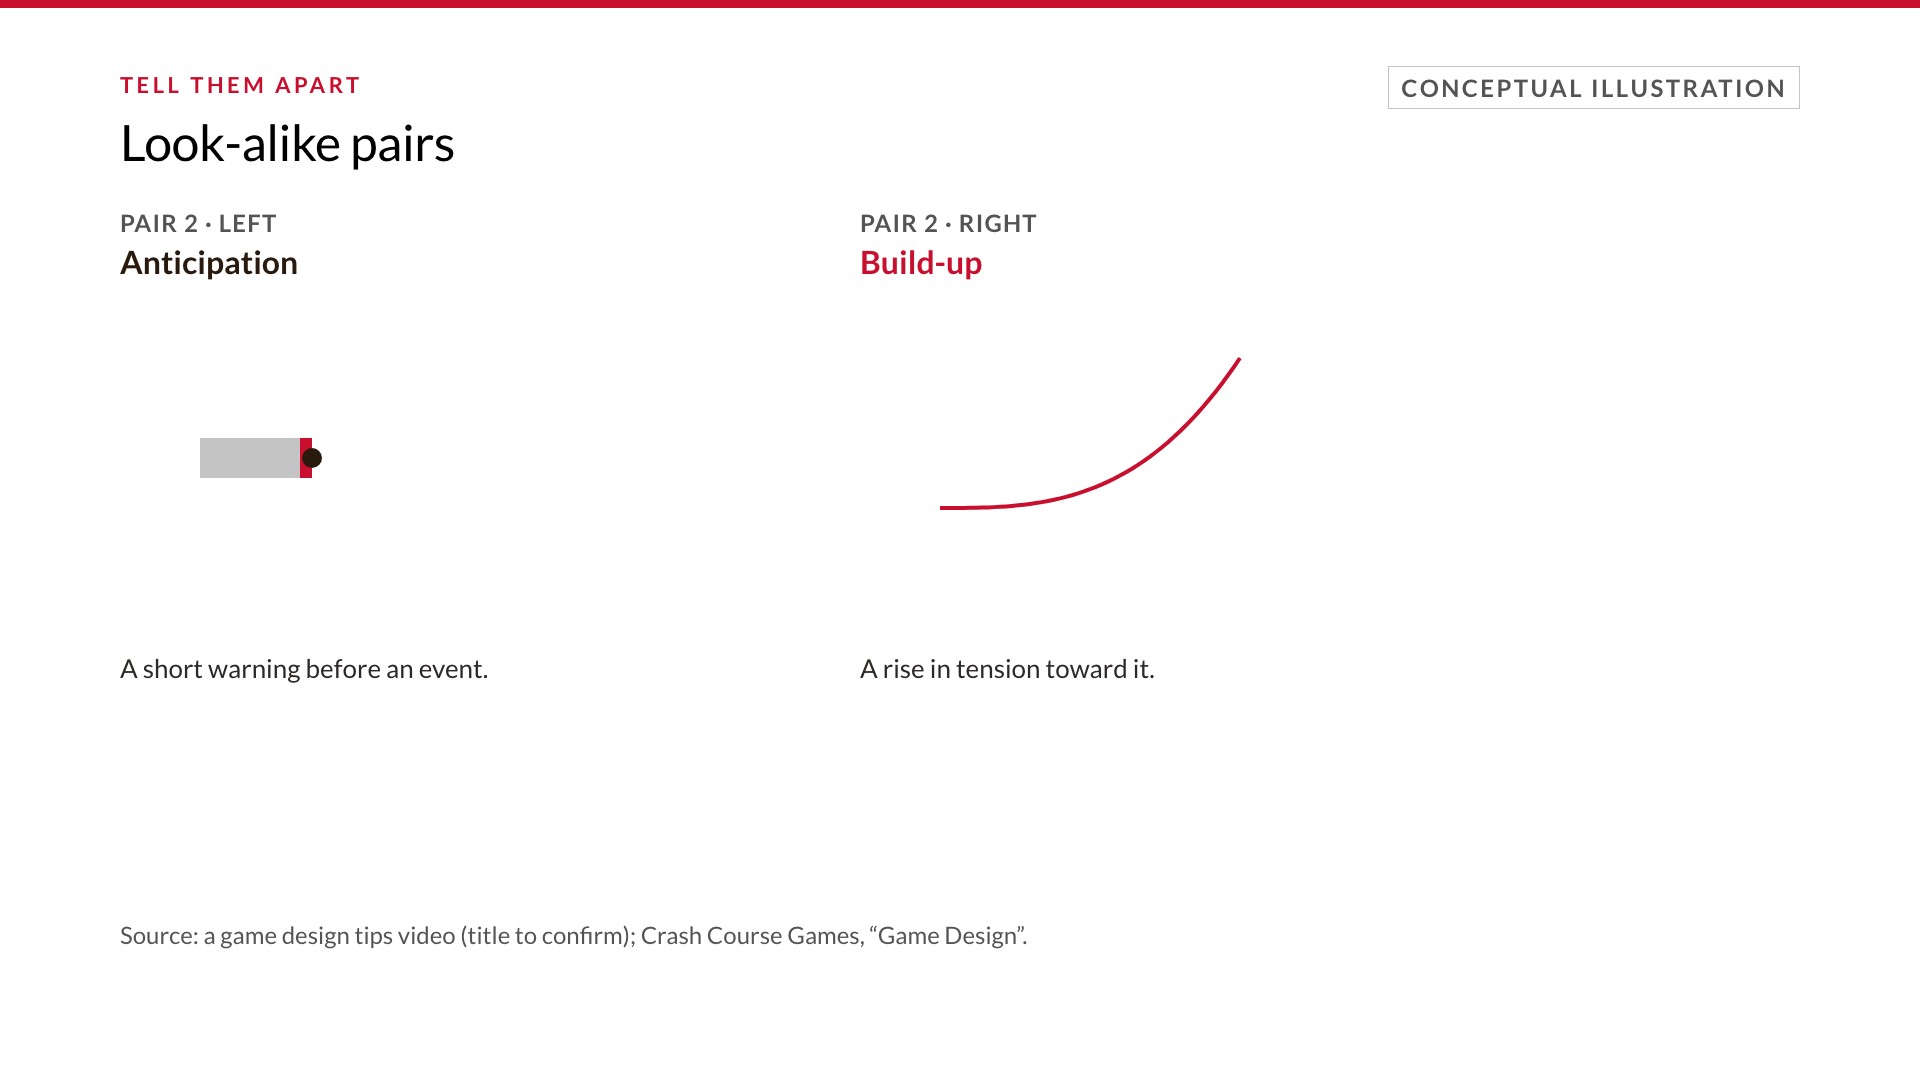 TELL THEM APART
CONCEPTUAL ILLUSTRATION
Look-alike pairs
PAIR 2 · LEFT
Anticipation
PAIR 2 · RIGHT
Build-up
A short warning before an event.
A rise in tension toward it.
Source: a game design tips video (title to confirm); Crash Course Games, “Game Design”.